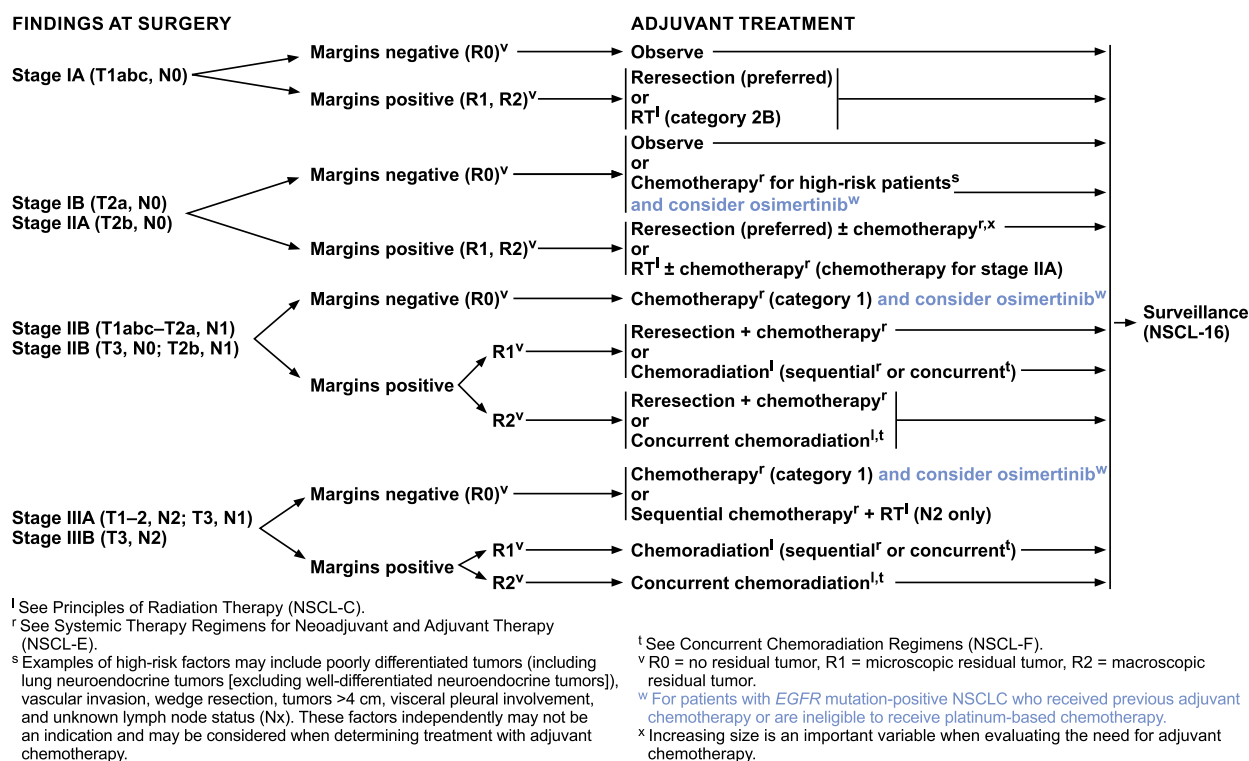 FINDINGS AT SURGERY
ADJUVANT TREATMENT
Stage IA (T1abc, N0)
Margins negative (R0)v
Observe
Margins positive (R1, R2)v
Reresection (preferred)
or
RTl (category 2B)
Stage IB (T2a, N0)
Stage IIA (T2b, N0)
Margins negative (R0)v
Observe
or
Chemotherapyr for high-risk patientss
and consider osimertinibw
Margins positive (R1, R2)v
Reresection (preferred) ± chemotherapyr,x
or
RTl ± chemotherapyr (chemotherapy for stage IIA)
Stage IIB (T1abc–T2a, N1)
Stage IIB (T3, N0; T2b, N1)
Margins negative (R0)v
Chemotherapyr (category 1) and consider osimertinibw
Margins positive
R1v
Reresection + chemotherapyr
or
Chemoradiationl (sequentialr or concurrentt)
R2v
Reresection + chemotherapyr
or
Concurrent chemoradiationl,t
Stage IIIA (T1–2, N2; T3, N1)
Stage IIIB (T3, N2)
Margins negative (R0)v
Chemotherapyr (category 1) and consider osimertinibw
or
Sequential chemotherapyr + RTl (N2 only)
Margins positive
R1v
Chemoradiationl (sequentialr or concurrentt)
R2v
Concurrent chemoradiationl,t
Surveillance
(NSCL-16)
l See Principles of Radiation Therapy (NSCL-C).
r See Systemic Therapy Regimens for Neoadjuvant and Adjuvant Therapy
(NSCL-E).
s Examples of high-risk factors may include poorly differentiated tumors (including
lung neuroendocrine tumors [excluding well-differentiated neuroendocrine tumors]),
vascular invasion, wedge resection, tumors >4 cm, visceral pleural involvement,
and unknown lymph node status (Nx). These factors independently may not be
an indication and may be considered when determining treatment with adjuvant
chemotherapy.
t See Concurrent Chemoradiation Regimens (NSCL-F).
v R0 = no residual tumor, R1 = microscopic residual tumor, R2 = macroscopic
residual tumor.
w For patients with EGFR mutation-positive NSCLC who received previous adjuvant
chemotherapy or are ineligible to receive platinum-based chemotherapy.
x Increasing size is an important variable when evaluating the need for adjuvant
chemotherapy.